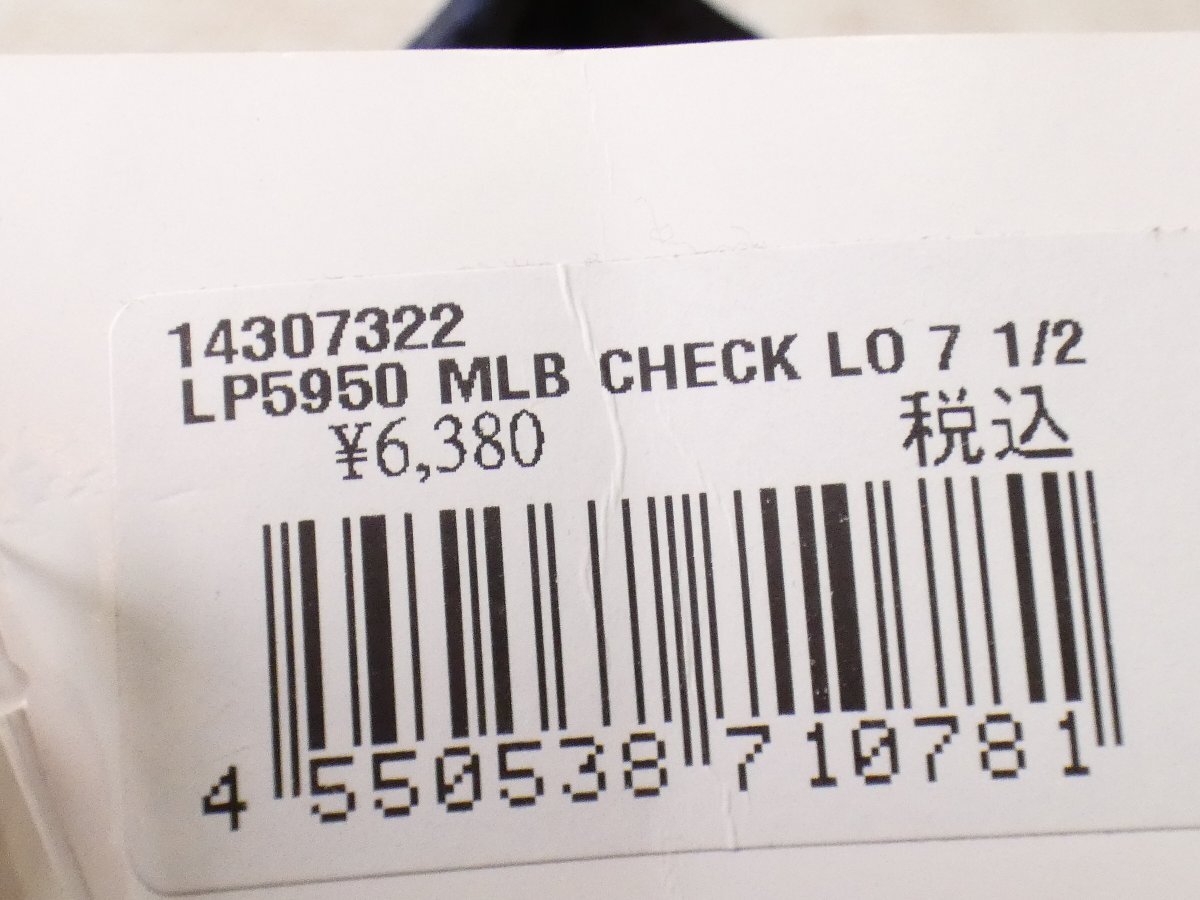 14307322
LP5950 MLB CHECK LO 7 1/2
¥6,380 税込
4 550538 710781